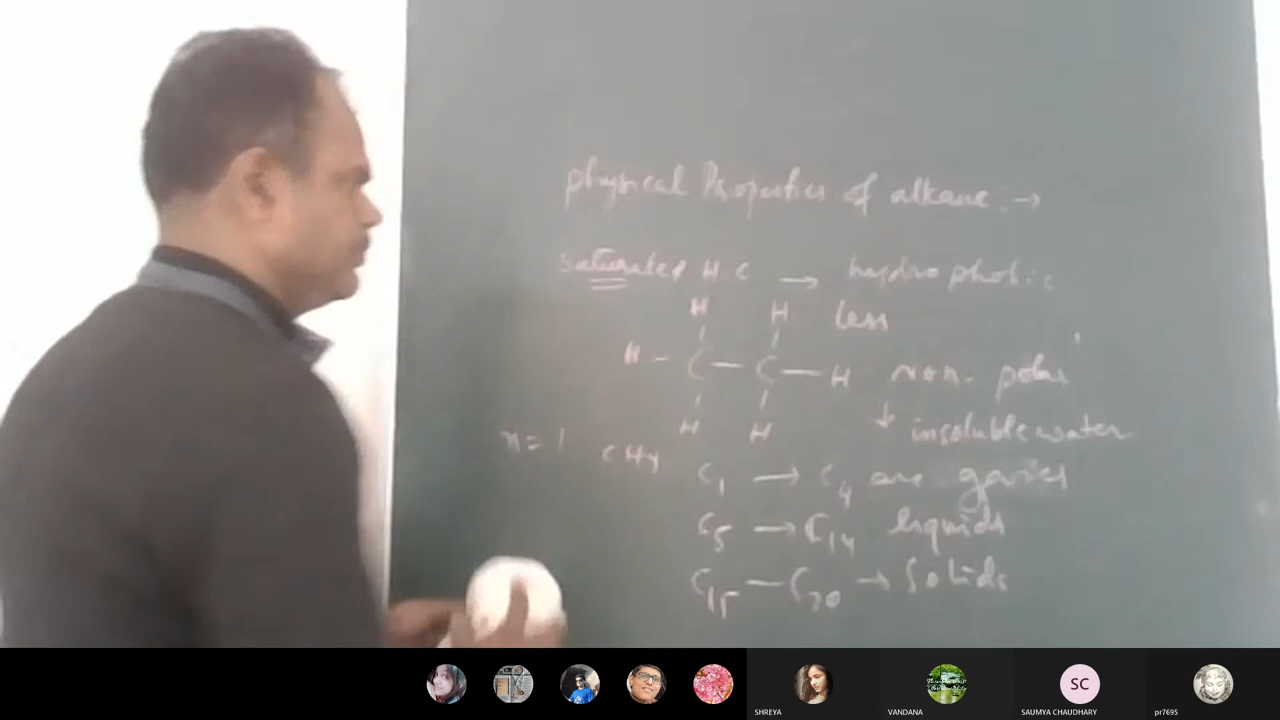 physical Properties of alkane :→
saturated H C → hydrophobic
H H less
H - C - C - H non-polar
H H ↓ insoluble water
n = 1 CH4
C1 → C4 are gasies
C5 → C14 liquids
C15 — C20 → Solids
SC
SHREYA VANDANA SAUMYA CHAUDHARY pr7695